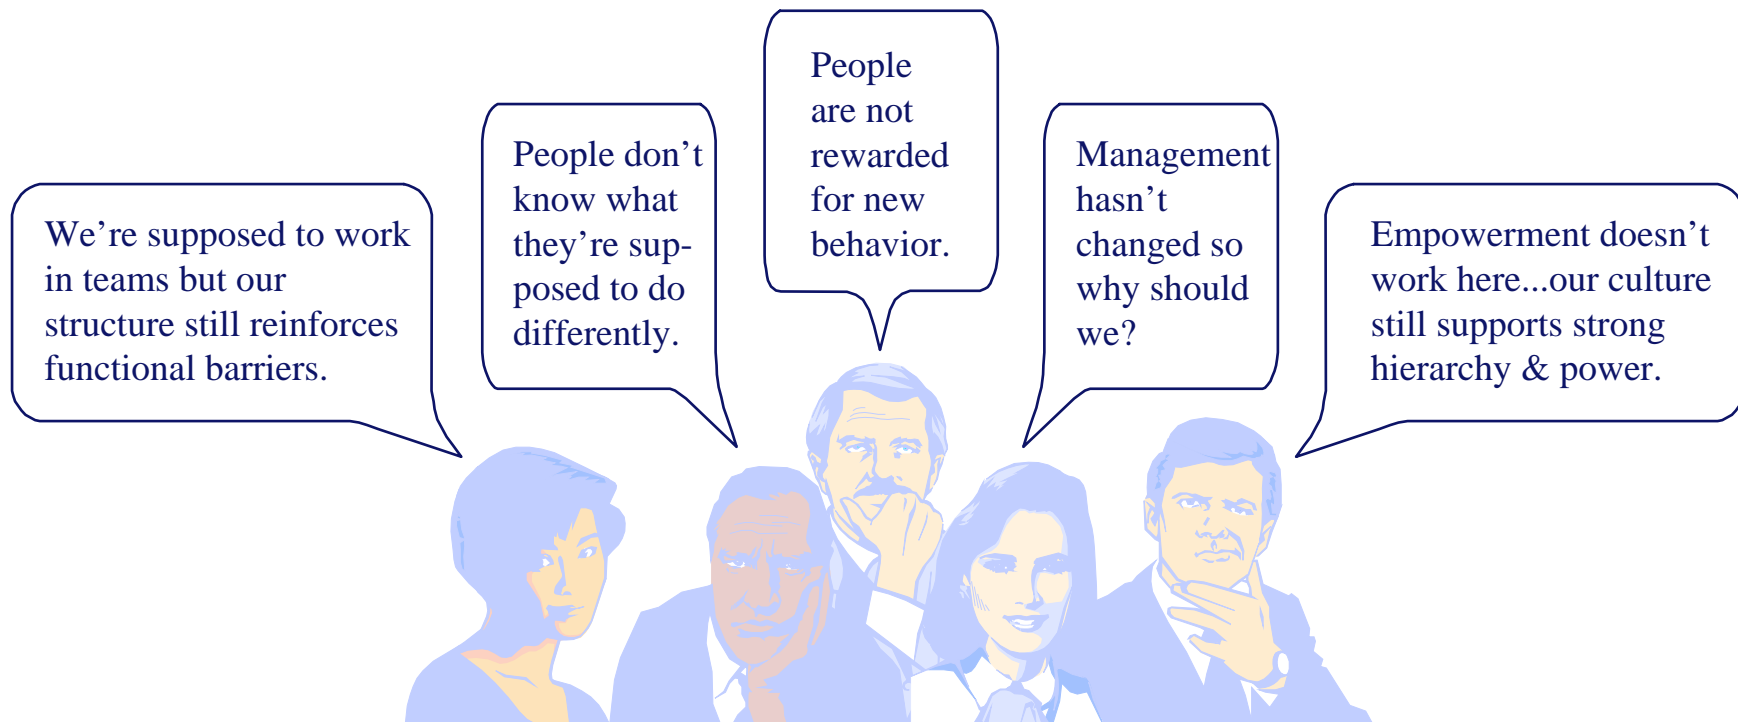 We’re supposed to work
in teams but our
structure still reinforces
functional barriers.
People don’t
know what
they’re sup-
posed to do
differently.
People
are not
rewarded
for new
behavior.
Management
hasn’t
changed so
why should
we?
Empowerment doesn’t
work here...our culture
still supports strong
hierarchy & power.